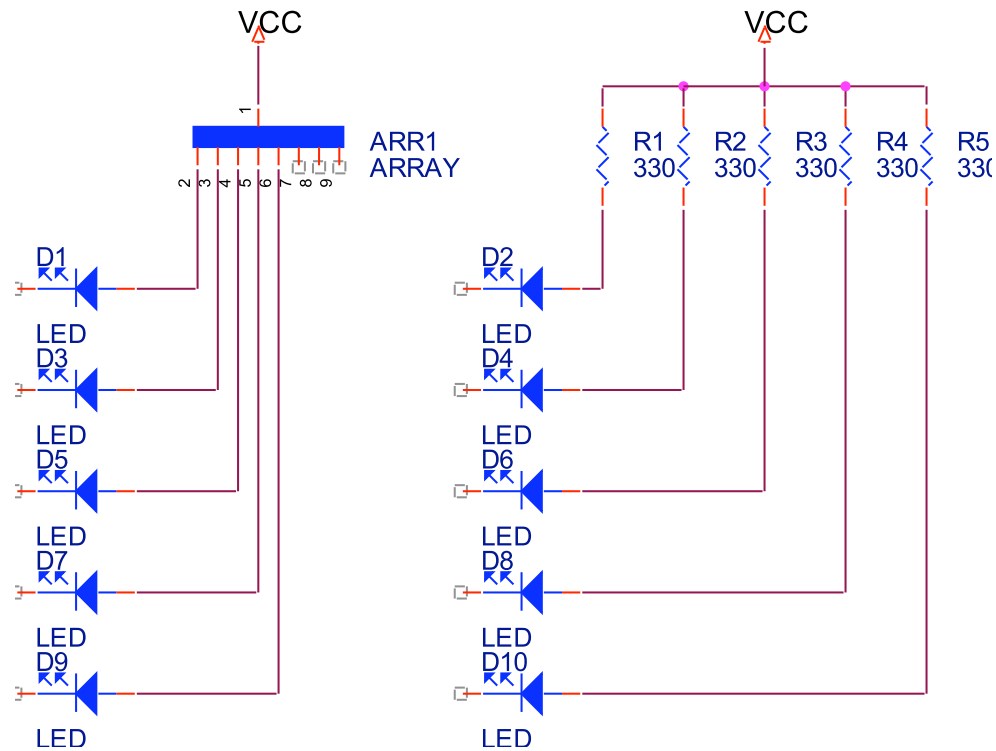 VCC
1
ARR1
ARRAY
2
3
4
5
6
7
8
9
D1
LED
D3
LED
D5
LED
D7
LED
D9
LED
VCC
R1
330
R2
330
R3
330
R4
330
R5
330
D2
LED
D4
LED
D6
LED
D8
LED
D10
LED